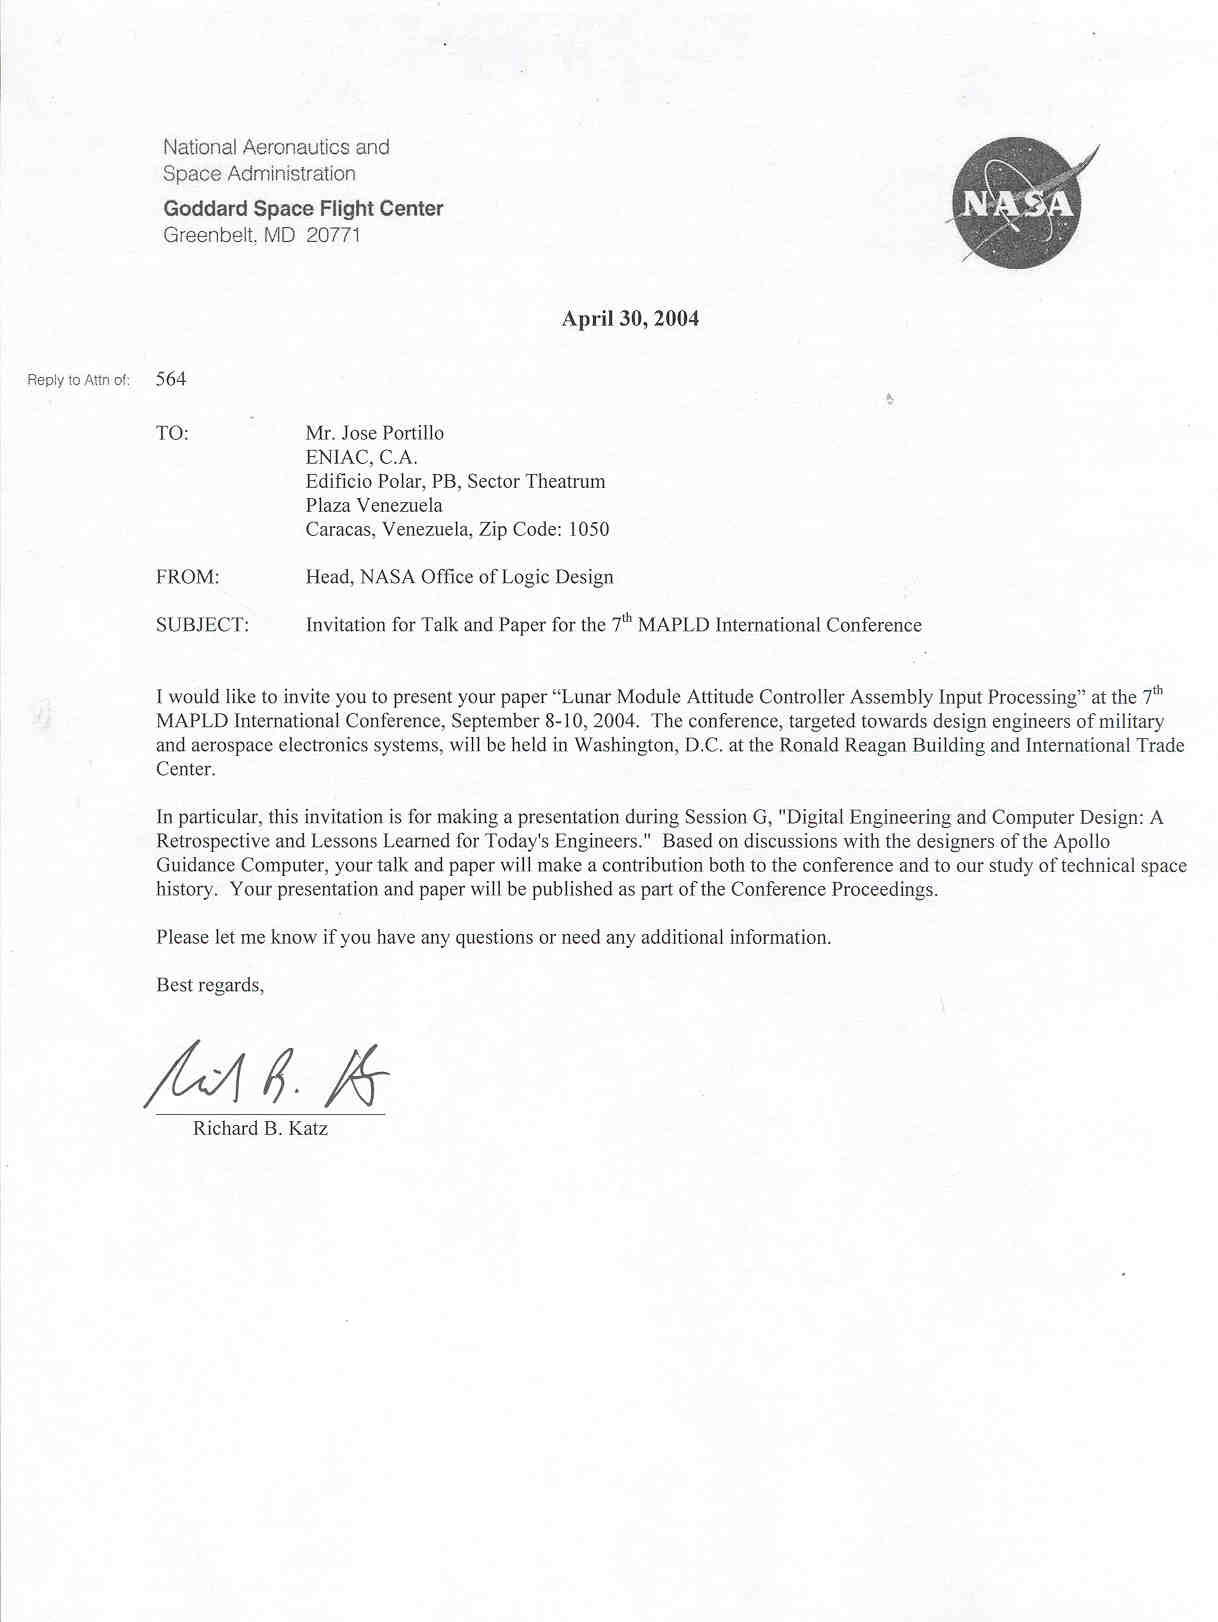 National Aeronautics and
Space Administration
Goddard Space Flight Center
Greenbelt, MD 20771
NASA
April 30, 2004
Reply to Attn of: 564
TO: Mr. Jose Portillo
ENIAC, C.A.
Edificio Polar, PB, Sector Theatrum
Plaza Venezuela
Caracas, Venezuela, Zip Code: 1050
FROM: Head, NASA Office of Logic Design
SUBJECT: Invitation for Talk and Paper for the 7th MAPLD International Conference
I would like to invite you to present your paper “Lunar Module Attitude Controller Assembly Input Processing” at the 7th
MAPLD International Conference, September 8-10, 2004. The conference, targeted towards design engineers of military
and aerospace electronics systems, will be held in Washington, D.C. at the Ronald Reagan Building and International Trade
Center.
In particular, this invitation is for making a presentation during Session G, "Digital Engineering and Computer Design: A
Retrospective and Lessons Learned for Today's Engineers." Based on discussions with the designers of the Apollo
Guidance Computer, your talk and paper will make a contribution both to the conference and to our study of technical space
history. Your presentation and paper will be published as part of the Conference Proceedings.
Please let me know if you have any questions or need any additional information.
Best regards,
Richard B. Katz